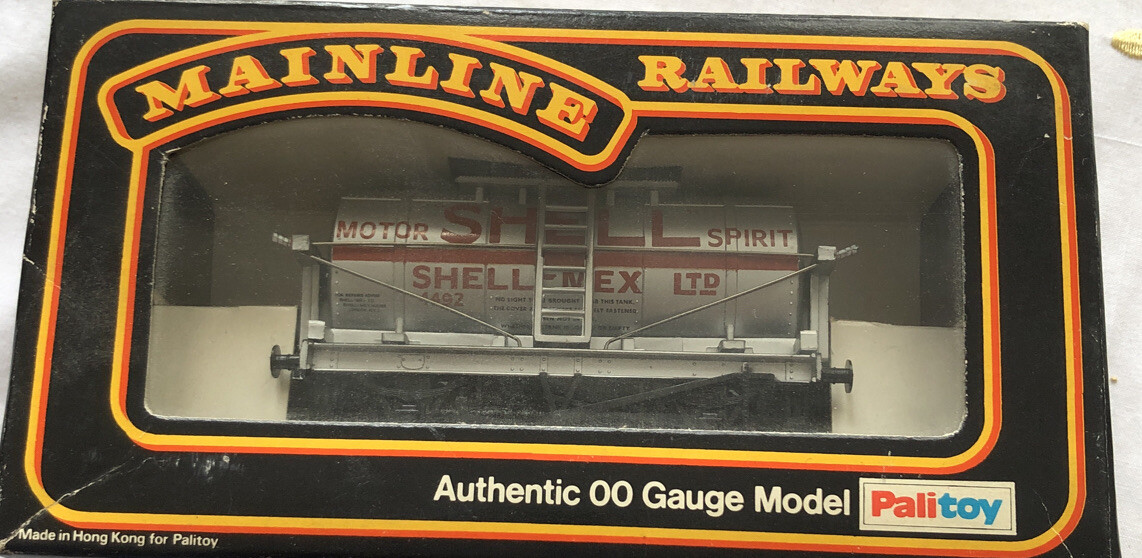 MAINLINE RAILWAYS
MOTOR SHELL SPIRIT
SHELL-MEX LTD
4492
Authentic 00 Gauge Model Palitoy
Made in Hong Kong for Palitoy